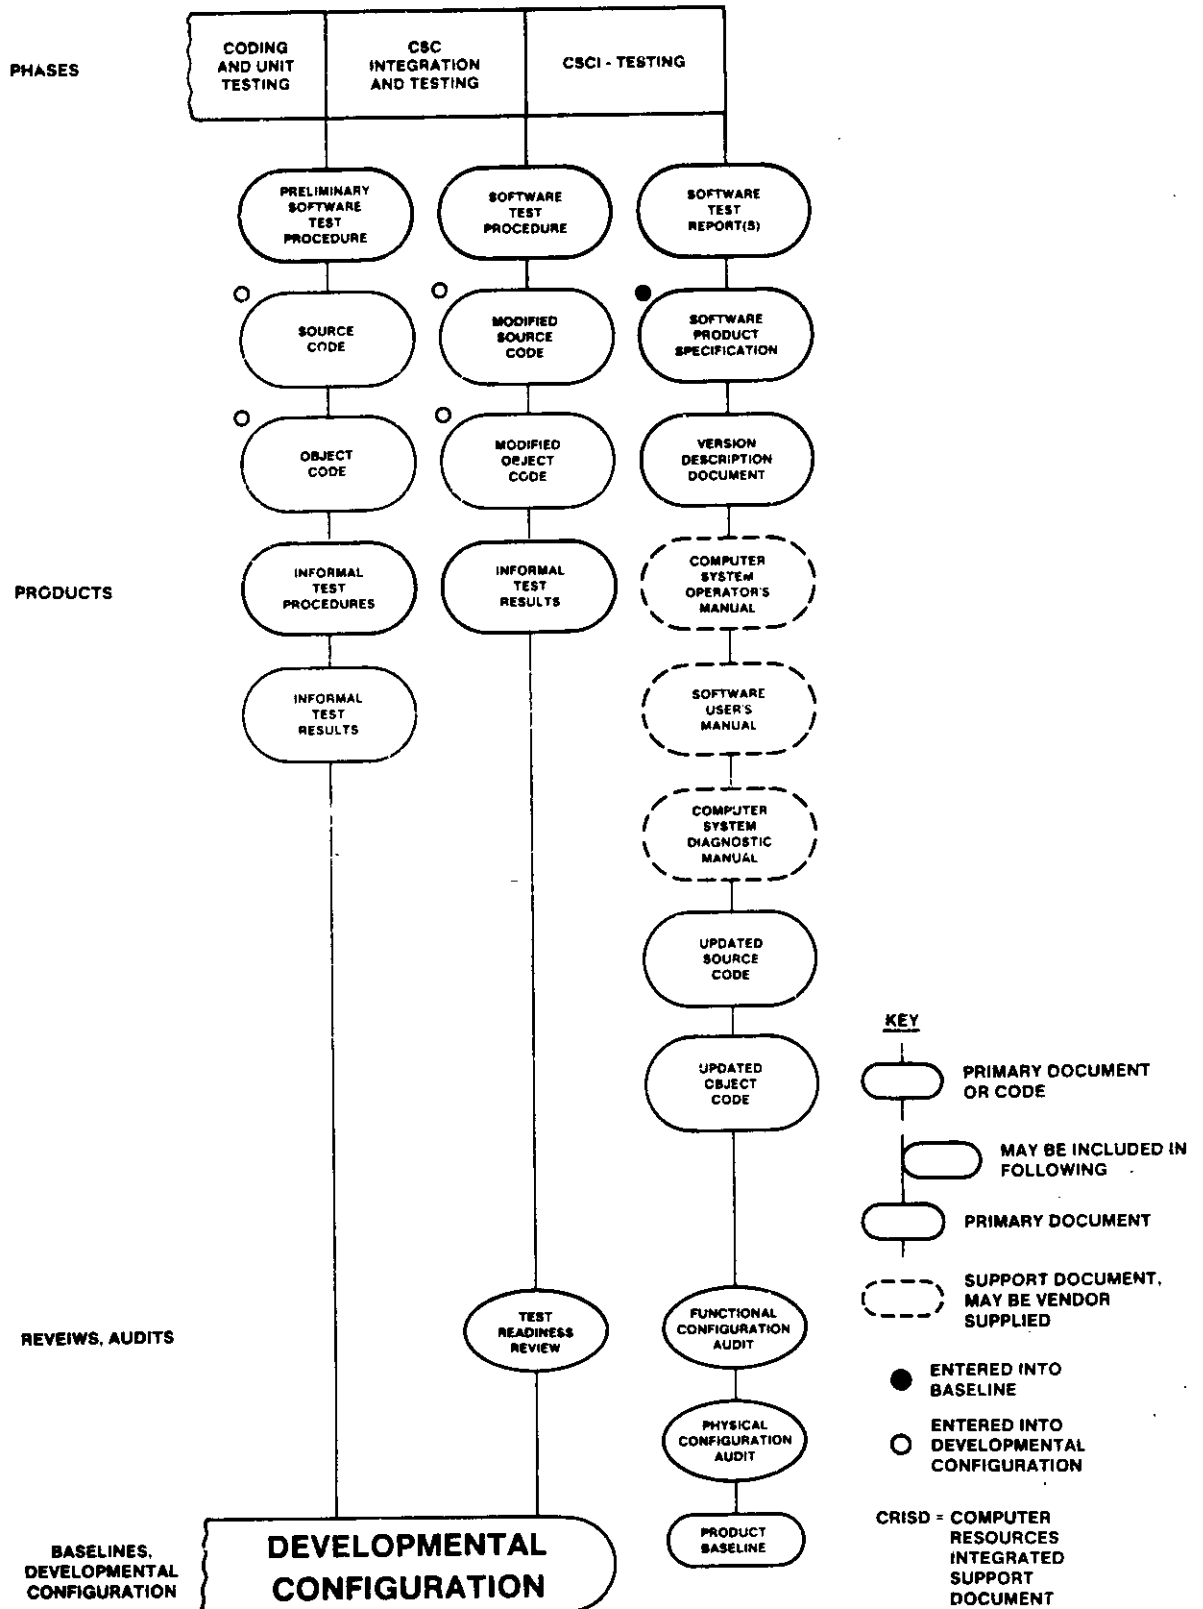 PHASES
CODING
AND UNIT
TESTING
CSC
INTEGRATION
AND TESTING
CSCI - TESTING
PRELIMINARY
SOFTWARE
TEST
PROCEDURE
SOFTWARE
TEST
PROCEDURE
SOFTWARE
TEST
REPORT(S)
SOURCE
CODE
MODIFIED
SOURCE
CODE
SOFTWARE
PRODUCT
SPECIFICATION
OBJECT
CODE
MODIFIED
OBJECT
CODE
VERSION
DESCRIPTION
DOCUMENT
PRODUCTS
INFORMAL
TEST
PROCEDURES
INFORMAL
TEST
RESULTS
COMPUTER
SYSTEM
OPERATOR'S
MANUAL
INFORMAL
TEST
RESULTS
SOFTWARE
USER'S
MANUAL
COMPUTER
SYSTEM
DIAGNOSTIC
MANUAL
UPDATED
SOURCE
CODE
UPDATED
OBJECT
CODE
KEY
PRIMARY DOCUMENT
OR CODE
MAY BE INCLUDED IN
FOLLOWING
PRIMARY DOCUMENT
SUPPORT DOCUMENT,
MAY BE VENDOR
SUPPLIED
ENTERED INTO
BASELINE
ENTERED INTO
DEVELOPMENTAL
CONFIGURATION
CRISD = COMPUTER
RESOURCES
INTEGRATED
SUPPORT
DOCUMENT
REVEIWS, AUDITS
TEST
READINESS
REVIEW
FUNCTIONAL
CONFIGURATION
AUDIT
PHYSICAL
CONFIGURATION
AUDIT
BASELINES,
DEVELOPMENTAL
CONFIGURATION
DEVELOPMENTAL
CONFIGURATION
PRODUCT
BASELINE